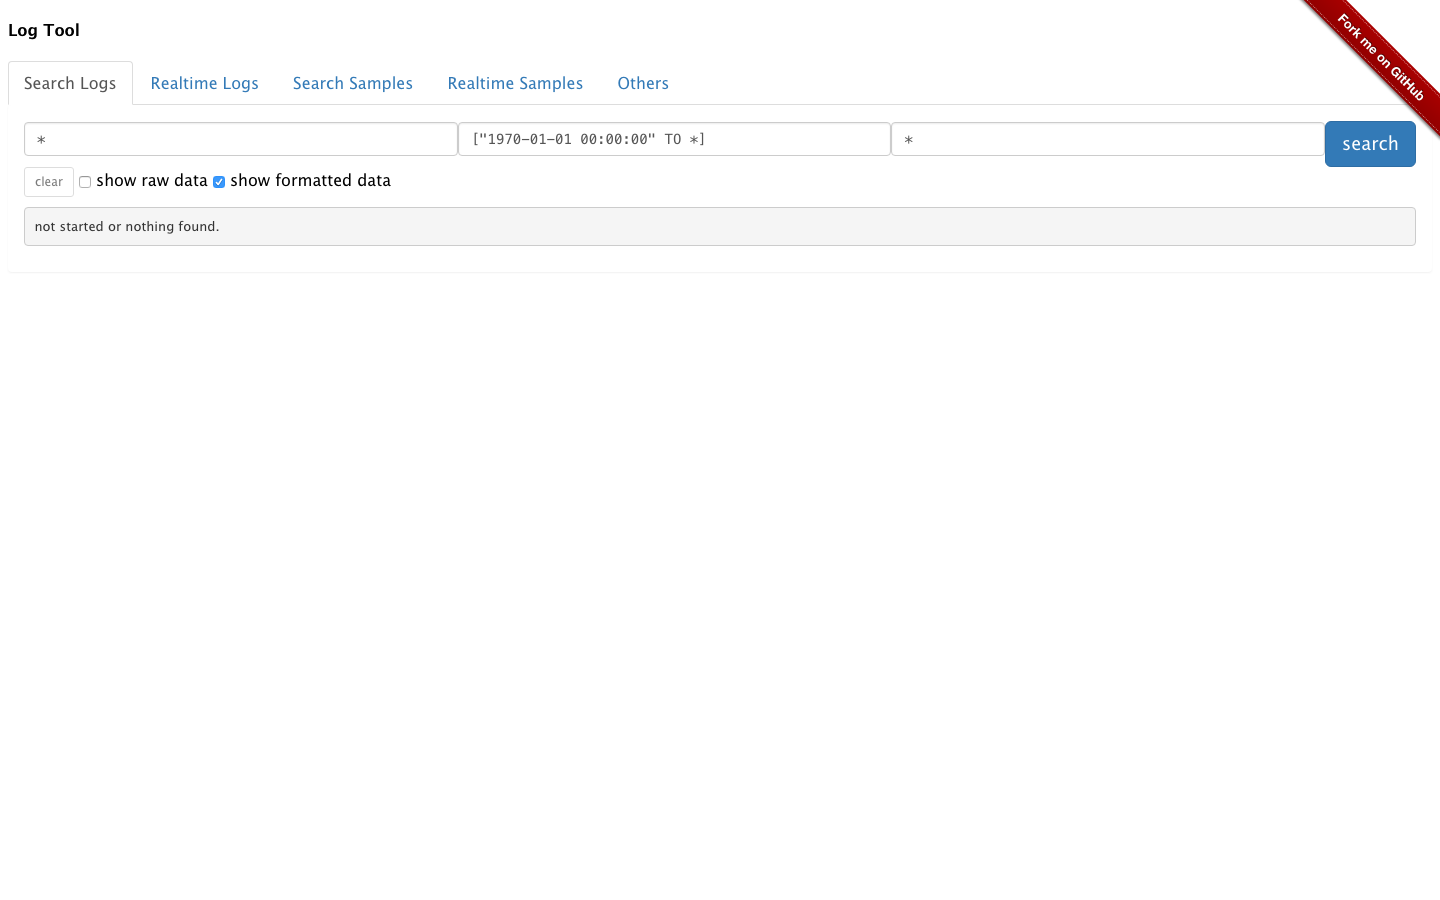 Log Tool
Fork me on GitHub
Search Logs Realtime Logs Search Samples Realtime Samples Others
* ["1970-01-01 00:00:00" TO *] * search
clear show raw data show formatted data
not started or nothing found.